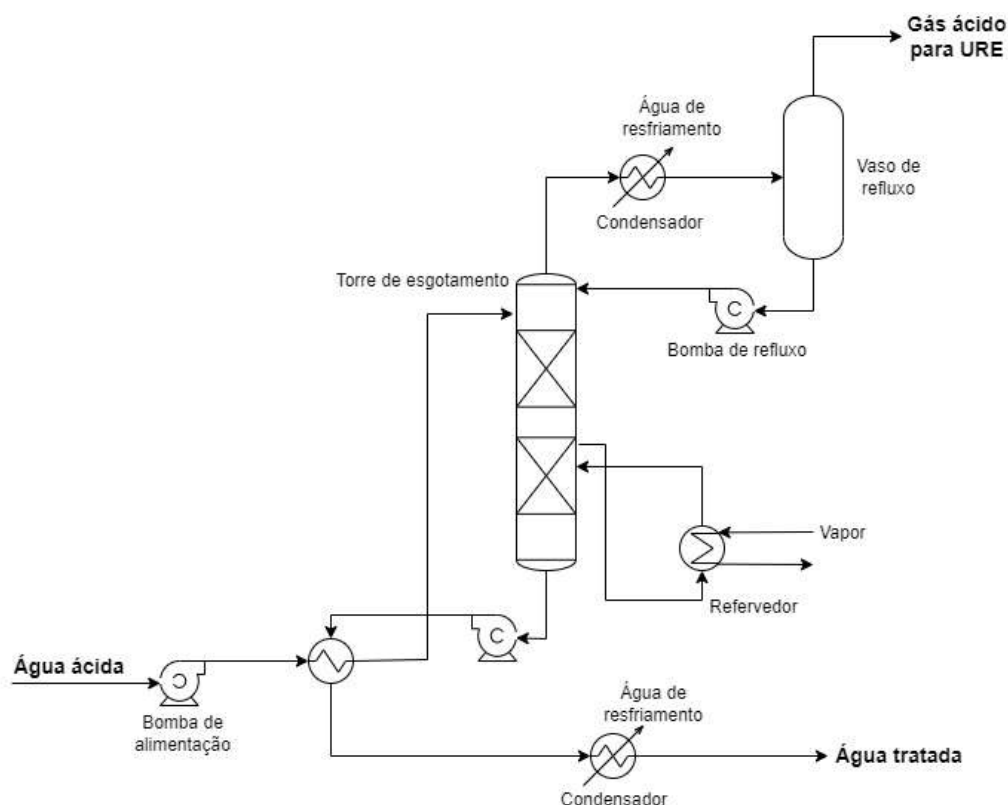 Gás ácido
para URE
Água de
resfriamento
Vaso de
refluxo
Condensador
Torre de esgotamento
C
Bomba de refluxo
Vapor
Refervedor
C
Água ácida
C
Bomba de
alimentação
Água de
resfriamento
Água tratada
Condensador